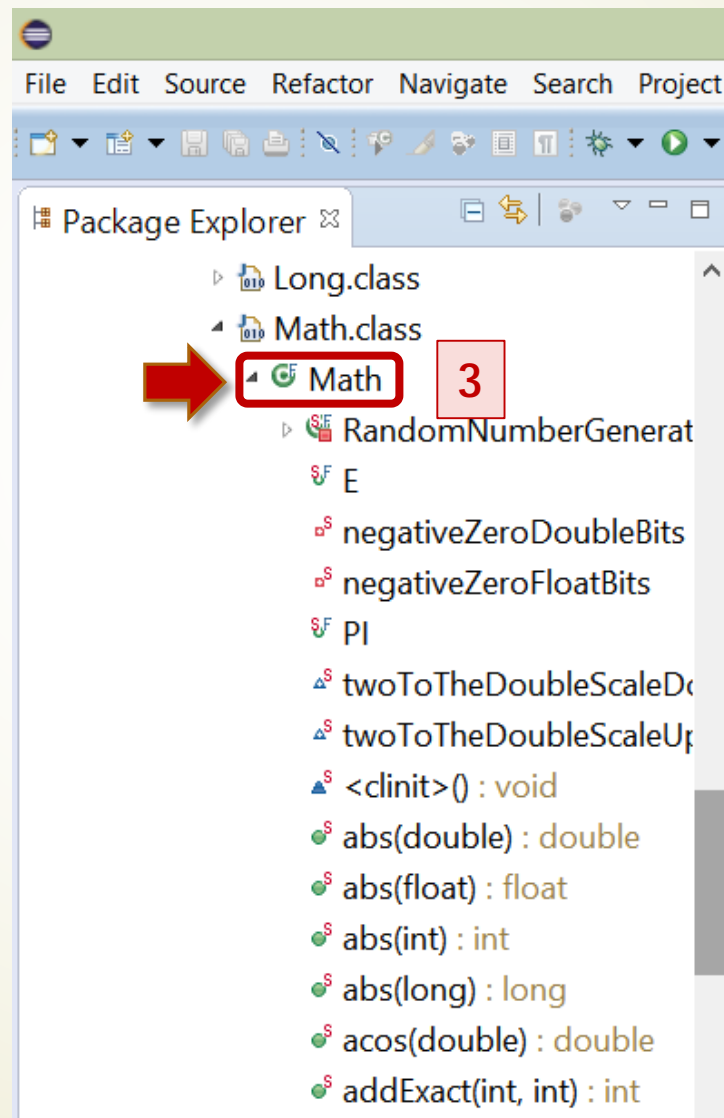 File Edit Source Refactor Navigate Search Project
Package Explorer
Long.class
Math.class
Math
3
RandomNumberGenerat
E
negativeZeroDoubleBits
negativeZeroFloatBits
PI
twoToTheDoubleScaleDo
twoToTheDoubleScaleUp
<clinit>() : void
abs(double) : double
abs(float) : float
abs(int) : int
abs(long) : long
acos(double) : double
addExact(int, int) : int